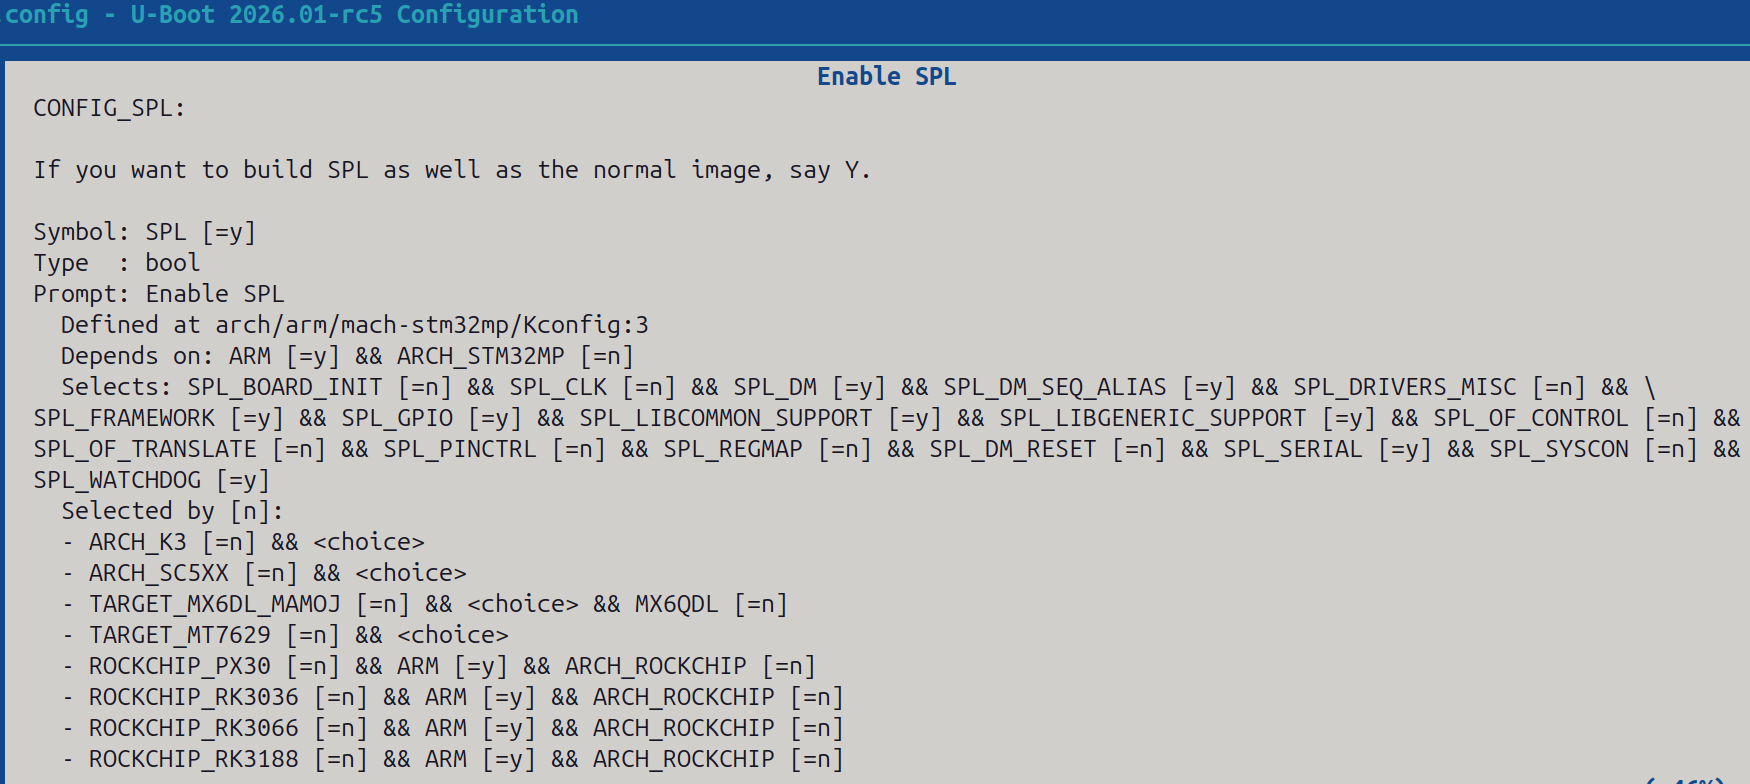 .config - U-Boot 2026.01-rc5 Configuration
Enable SPL
CONFIG_SPL:
If you want to build SPL as well as the normal image, say Y.
Symbol: SPL [=y]
Type  : bool
Prompt: Enable SPL
Defined at arch/arm/mach-stm32mp/Kconfig:3
Depends on: ARM [=y] && ARCH_STM32MP [=n]
Selects: SPL_BOARD_INIT [=n] && SPL_CLK [=n] && SPL_DM [=y] && SPL_DM_SEQ_ALIAS [=y] && SPL_DRIVERS_MISC [=n] && \
SPL_FRAMEWORK [=y] && SPL_GPIO [=y] && SPL_LIBCOMMON_SUPPORT [=y] && SPL_LIBGENERIC_SUPPORT [=y] && SPL_OF_CONTROL [=n] &&
SPL_OF_TRANSLATE [=n] && SPL_PINCTRL [=n] && SPL_REGMAP [=n] && SPL_DM_RESET [=n] && SPL_SERIAL [=y] && SPL_SYSCON [=n] &&
SPL_WATCHDOG [=y]
Selected by [n]:
- ARCH_K3 [=n] && <choice>
- ARCH_SC5XX [=n] && <choice>
- TARGET_MX6DL_MAMOJ [=n] && <choice> && MX6QDL [=n]
- TARGET_MT7629 [=n] && <choice>
- ROCKCHIP_PX30 [=n] && ARM [=y] && ARCH_ROCKCHIP [=n]
- ROCKCHIP_RK3036 [=n] && ARM [=y] && ARCH_ROCKCHIP [=n]
- ROCKCHIP_RK3066 [=n] && ARM [=y] && ARCH_ROCKCHIP [=n]
- ROCKCHIP_RK3188 [=n] && ARM [=y] && ARCH_ROCKCHIP [=n]